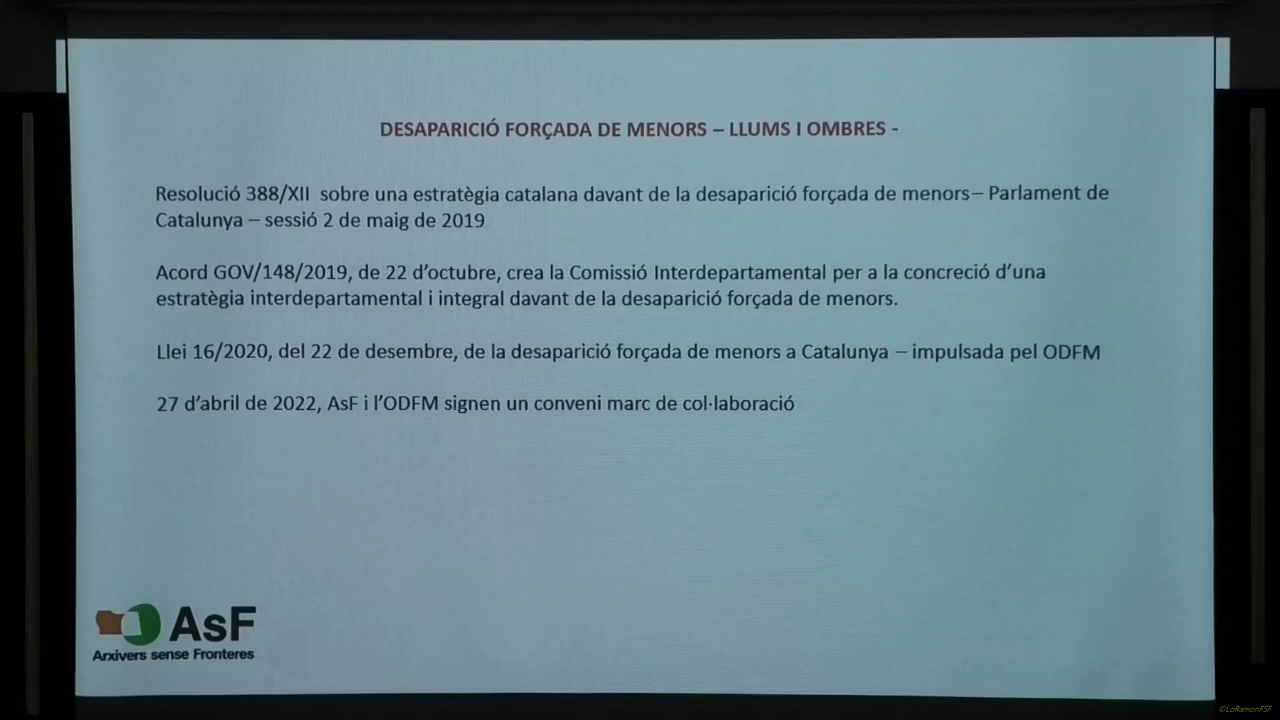 DESAPARICIÓ FORÇADA DE MENORS – LLUMS I OMBRES -
Resolució 388/XII sobre una estratègia catalana davant de la desaparició forçada de menors– Parlament de
Catalunya – sessió 2 de maig de 2019
Acord GOV/148/2019, de 22 d’octubre, crea la Comissió Interdepartamental per a la concreció d’una
estratègia interdepartamental i integral davant de la desaparició forçada de menors.
Llei 16/2020, del 22 de desembre, de la desaparició forçada de menors a Catalunya – impulsada pel ODFM
27 d’abril de 2022, AsF i l’ODFM signen un conveni marc de col·laboració
AsF
Arxivers sense Fronteres
©LoRamonFSF